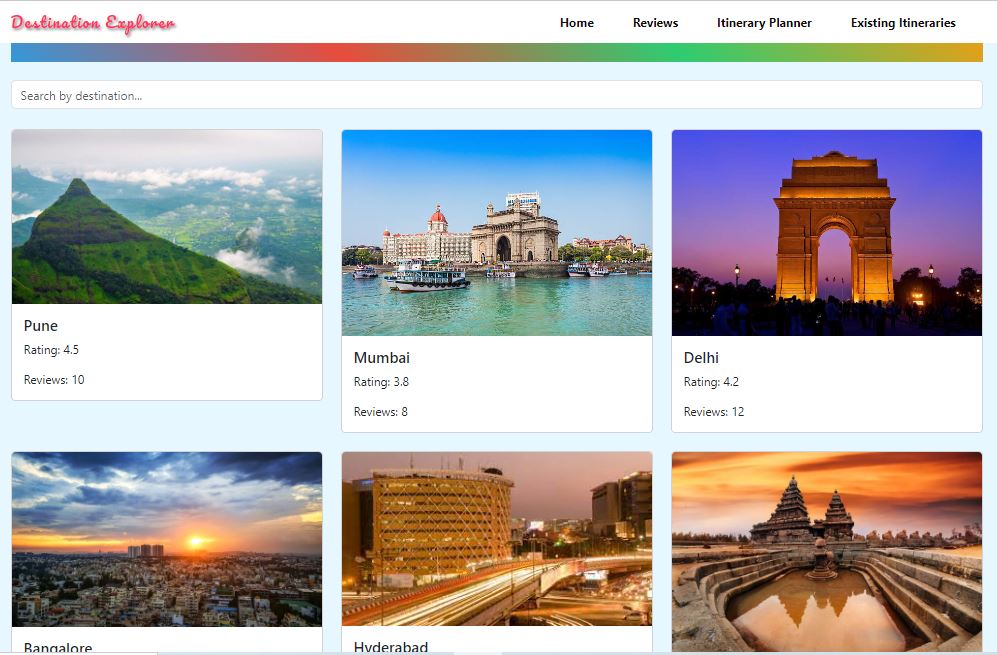 Destination Explorer
Home Reviews Itinerary Planner Existing Itineraries
Search by destination...
Pune
Rating: 4.5
Reviews: 10
Mumbai
Rating: 3.8
Reviews: 8
Delhi
Rating: 4.2
Reviews: 12
Bangalore
Hyderabad